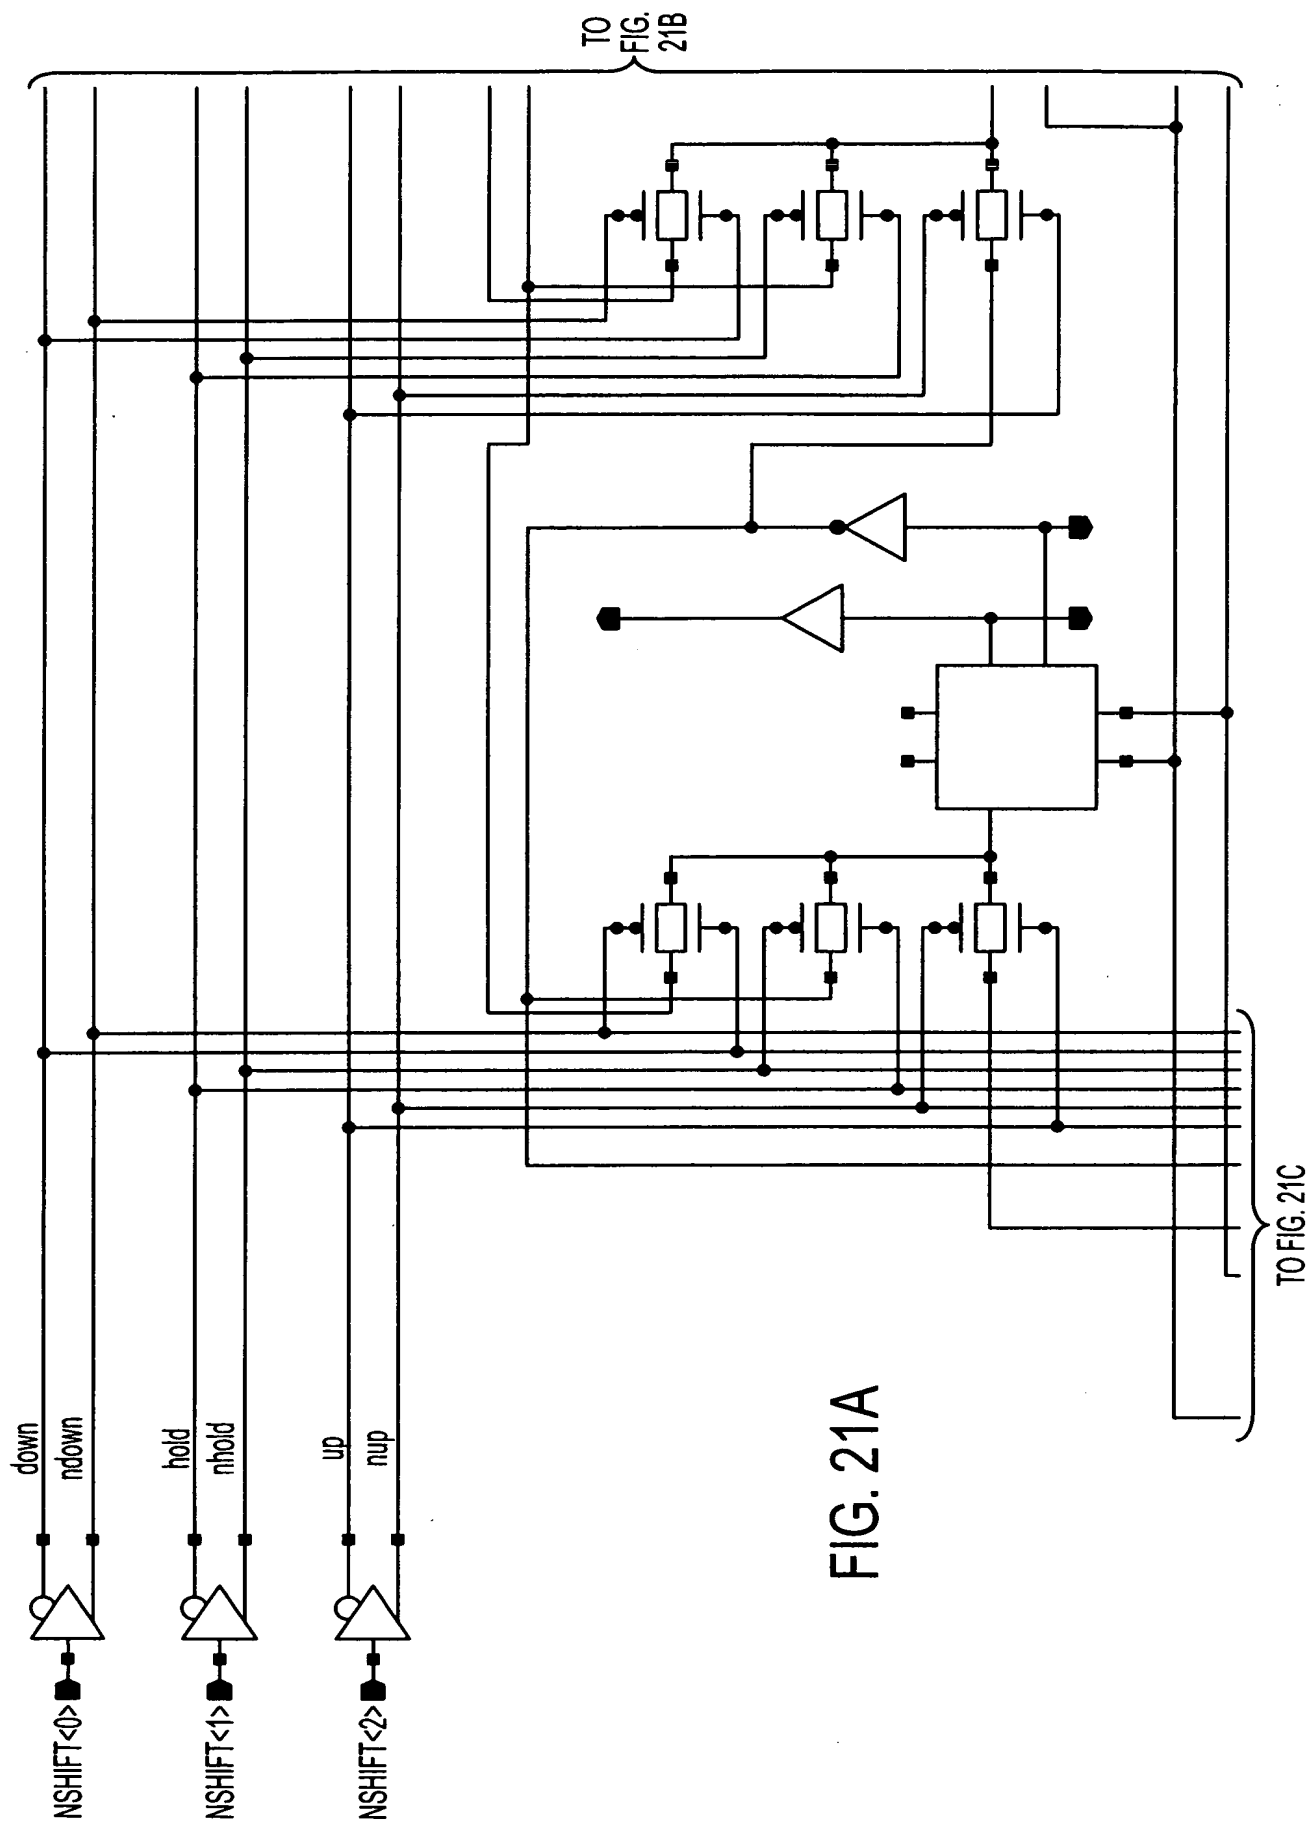 TO
FIG.
21B
down
ndown
hold
nhold
up
nup
NSHIFT<0>
NSHIFT<1>
NSHIFT<2>
TO FIG. 21C
FIG. 21A